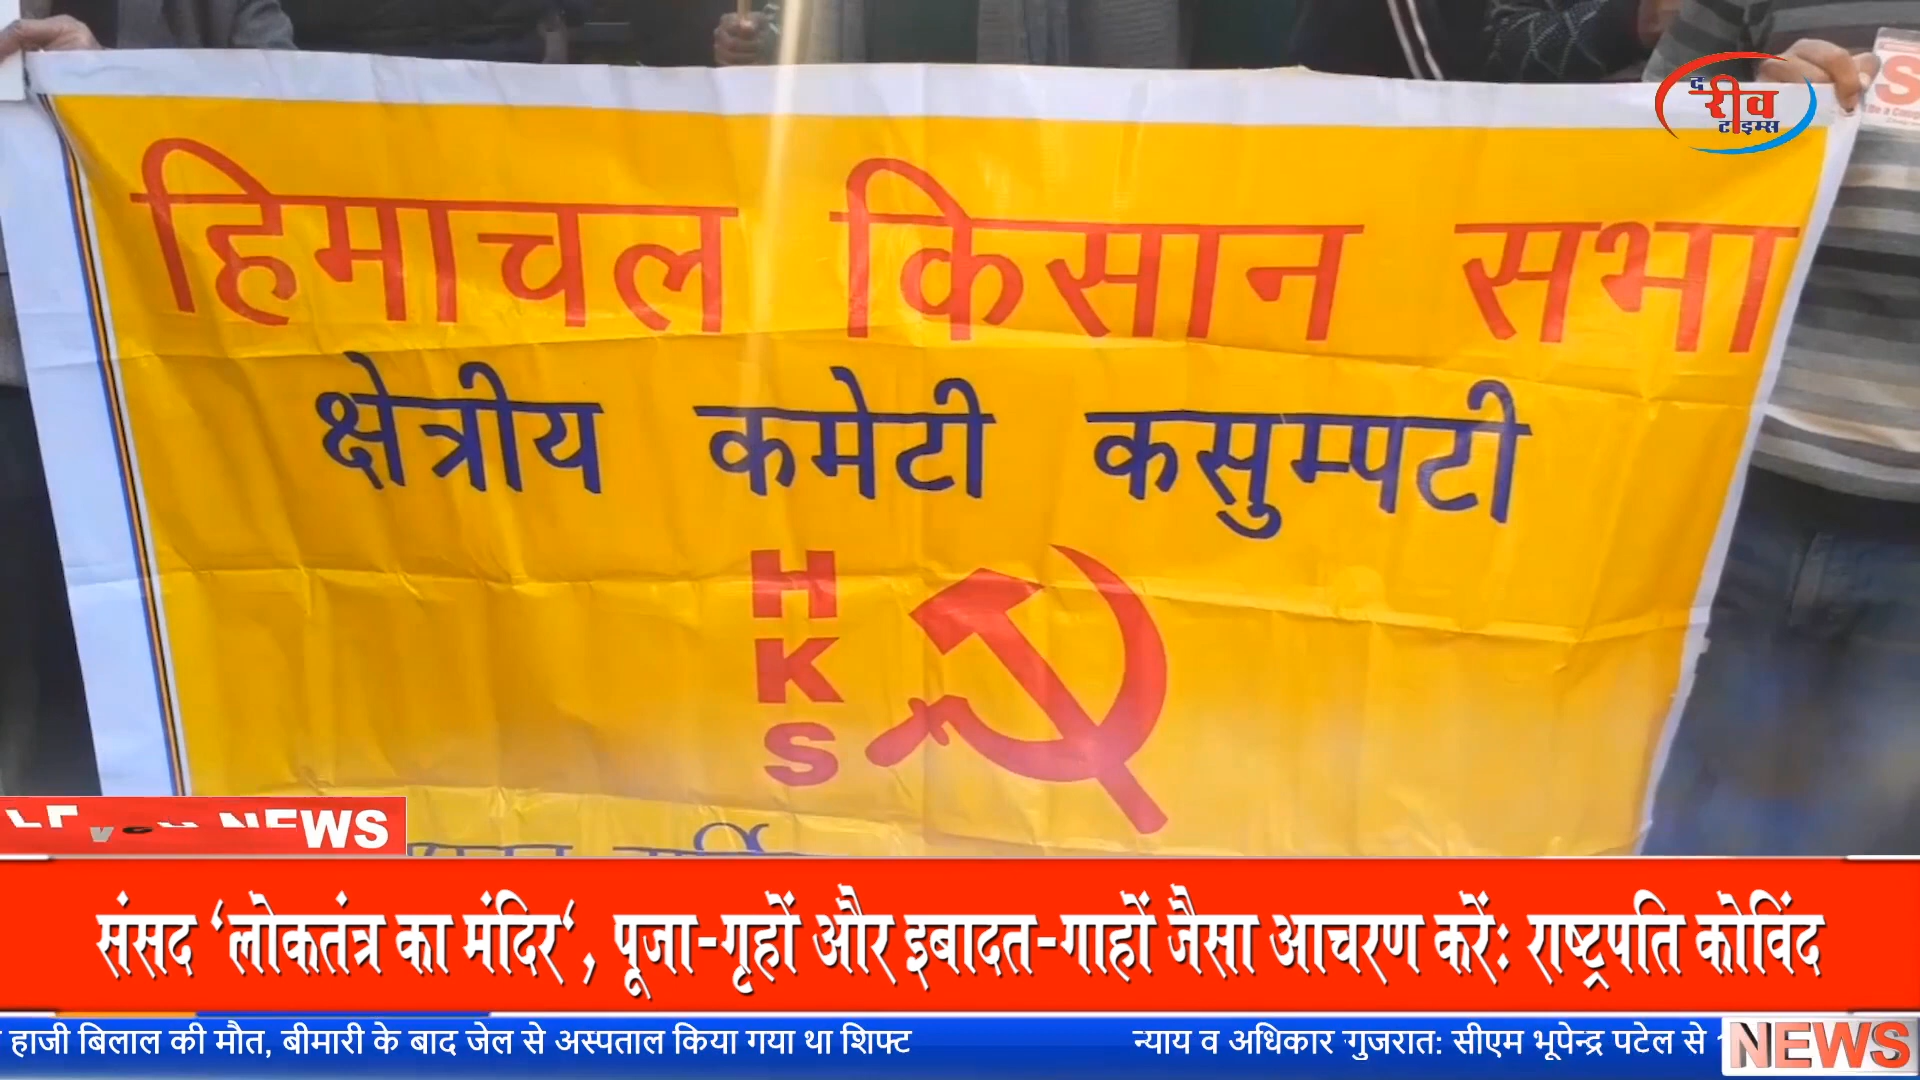 द रीव टाइम्स
हिमाचल किसान सभा
क्षेत्रीय कमेटी कसुम्पटी
H
K
S
NEWS
संसद ‘लोकतंत्र का मंदिर‘, पूजा-गृहों और इबादत-गाहों जैसा आचरण करें: राष्ट्रपति कोविंद
हाजी बिलाल की मौत, बीमारी के बाद जेल से अस्पताल किया गया था शिफ्ट
न्याय व अधिकार गुजरात: सीएम भूपेन्द्र पटेल से
NEWS